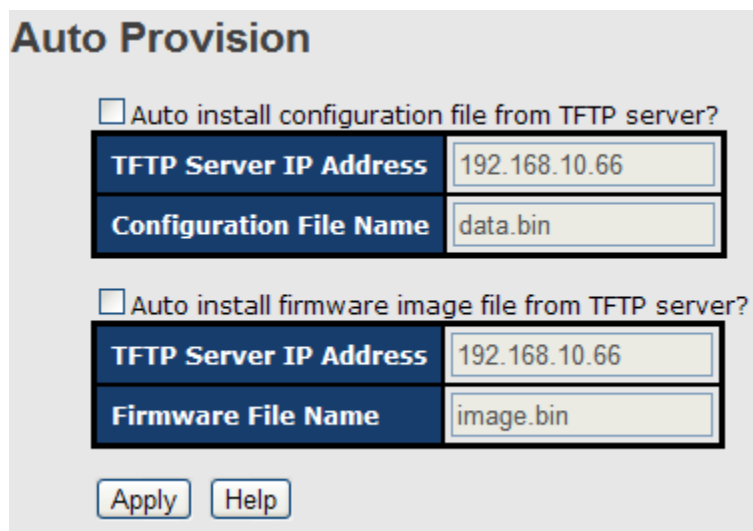 Auto Provision
Auto install configuration file from TFTP server?
TFTP Server IP Address 192.168.10.66
Configuration File Name data.bin
Auto install firmware image file from TFTP server?
TFTP Server IP Address 192.168.10.66
Firmware File Name image.bin
Apply Help